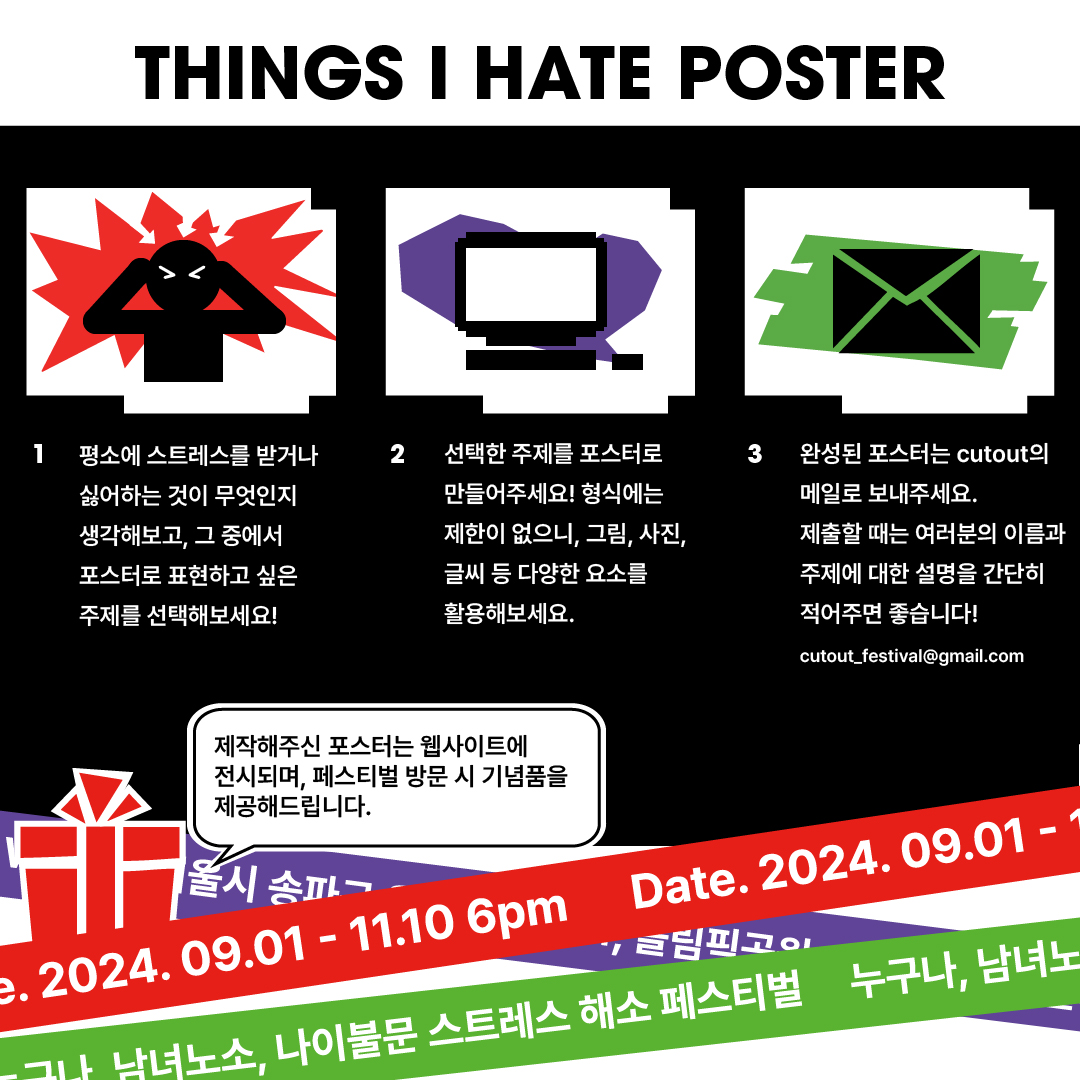 THINGS I HATE POSTER
1
평소에 스트레스를 받거나
싫어하는 것이 무엇인지
생각해보고, 그 중에서
포스터로 표현하고 싶은
주제를 선택해보세요!
2
선택한 주제를 포스터로
만들어주세요! 형식에는
제한이 없으니, 그림, 사진,
글씨 등 다양한 요소를
활용해보세요.
3
완성된 포스터는 cutout의
메일로 보내주세요.
제출할 때는 여러분의 이름과
주제에 대한 설명을 간단히
적어주면 좋습니다!
cutout_festival@gmail.com
제작해주신 포스터는 웹사이트에
전시되며, 페스티벌 방문 시 기념품을
제공해드립니다.
울시 송파구
올림픽공원
e. 2024. 09.01 - 11.10 6pm Date. 2024. 09.01 - 1
누구나, 남녀노소, 나이불문 스트레스 해소 페스티벌 누구나, 남녀노